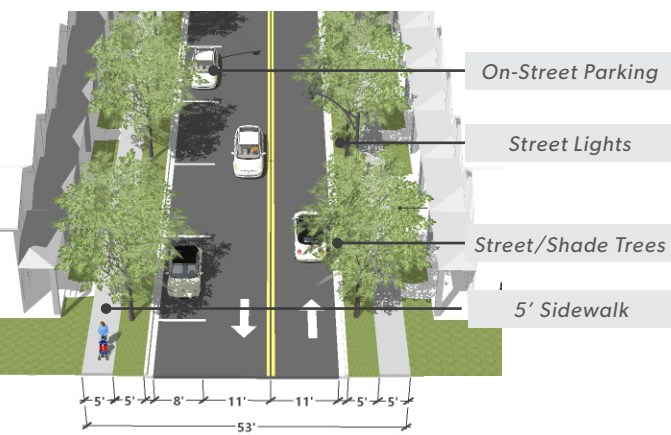 On-Street Parking
Street Lights
Street/Shade Trees
5' Sidewalk
5' 5' 8' 11' 11' 5' 5'
53'